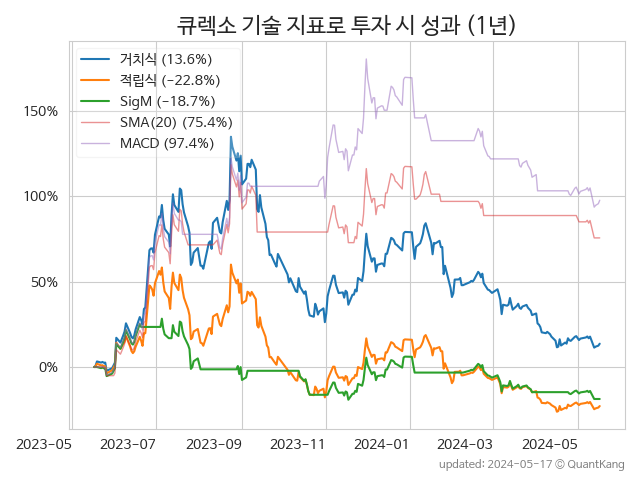 큐렉소 기술 지표로 투자 시 성과 (1년)
거치식 (13.6%)
적립식 (−22.8%)
SigM (−18.7%)
SMA(20) (75.4%)
MACD (97.4%)
150%
100%
50%
0%
2023−05 2023−07 2023−09 2023−11 2024−01 2024−03 2024−05
updated: 2024-05-17 © QuantKang